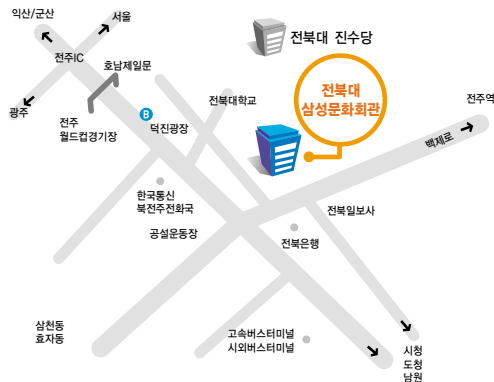 익산/군산
서울
전주IC
호남제일문
광주
전주
월드컵경기장
B
덕진광장
전북대학교
전북대 진수당
전북대
삼성문화회관
전주역
백제로
한국통신
북전주전화국
공설운동장
전북일보사
전북은행
삼천동
효자동
고속버스터미널
시외버스터미널
시청
도청
남원